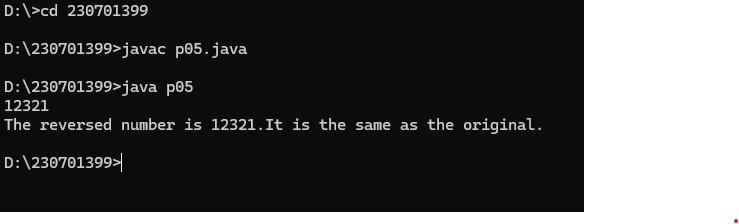 D:\>cd 230701399
D:\230701399>javac p05.java
D:\230701399>java p05
12321
The reversed number is 12321.It is the same as the original.
D:\230701399>